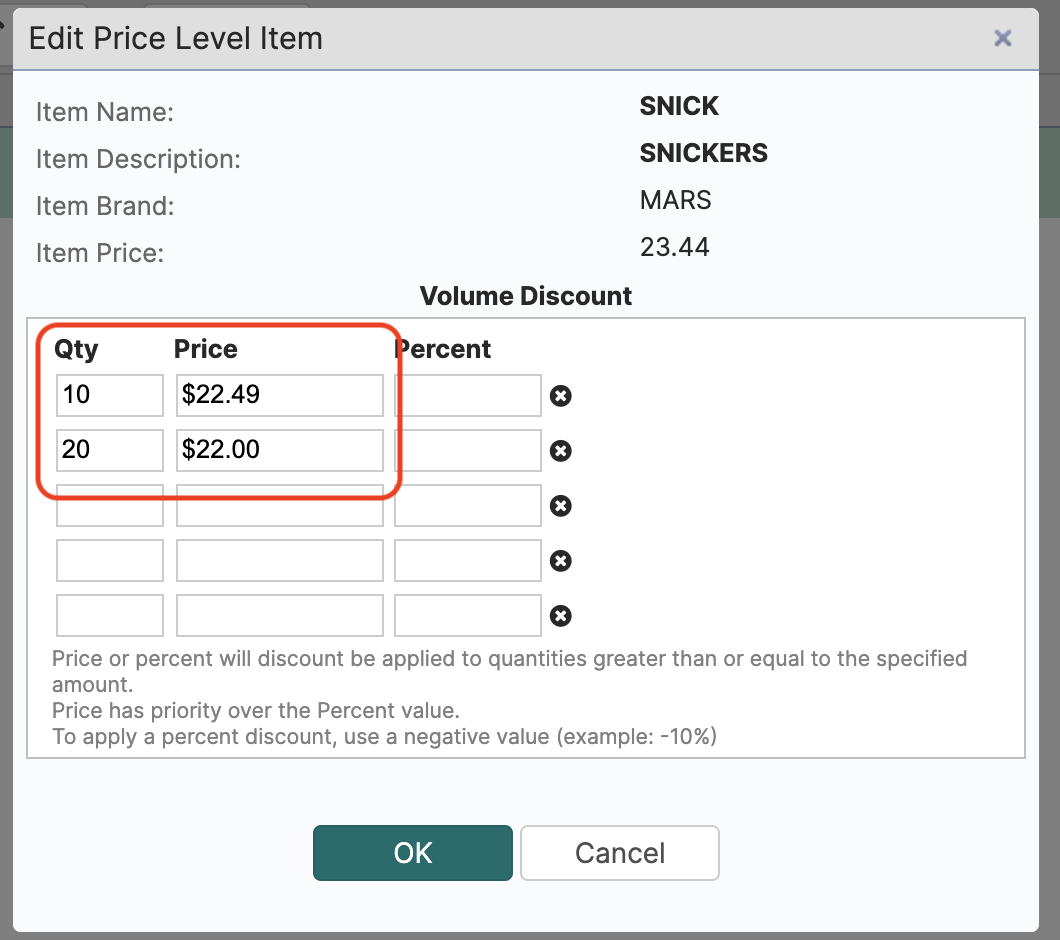 Edit Price Level Item
Item Name: SNICK
Item Description: SNICKERS
Item Brand: MARS
Item Price: 23.44
Volume Discount
Qty Price Percent
10 $22.49
20 $22.00
Price or percent will discount be applied to quantities greater than or equal to the specified
amount.
Price has priority over the Percent value.
To apply a percent discount, use a negative value (example: -10%)
OK Cancel